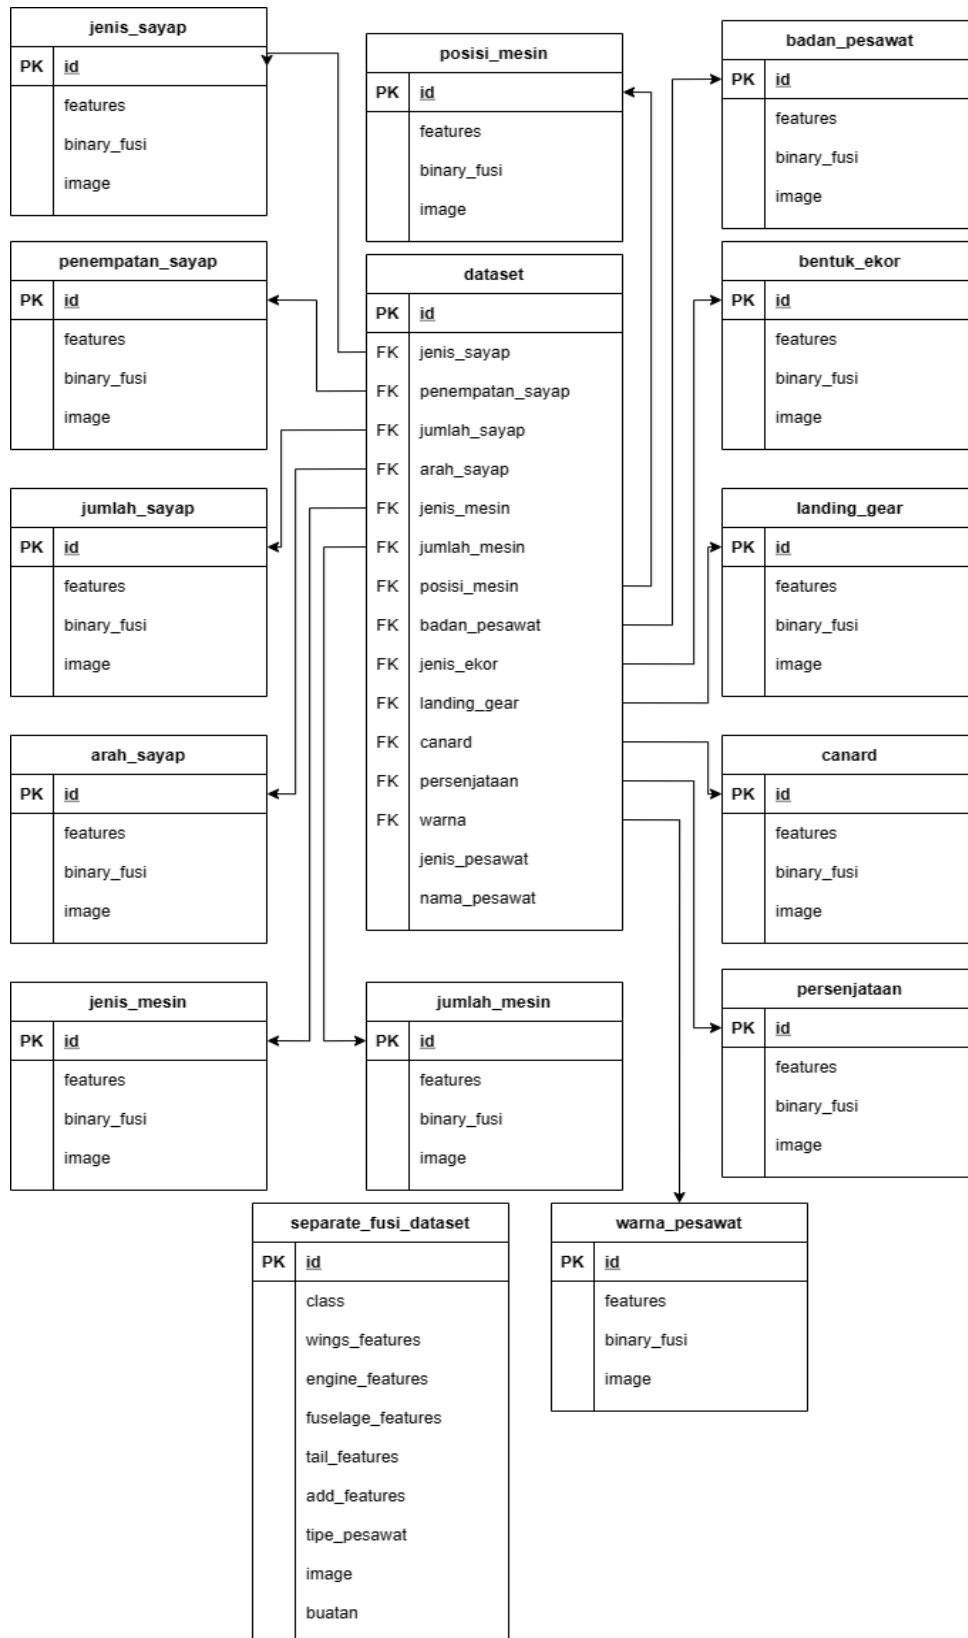 jenis_sayap
PK id
features
binary_fusi
image
posisi_mesin
PK id
features
binary_fusi
image
badan_pesawat
PK id
features
binary_fusi
image
penempatan_sayap
PK id
features
binary_fusi
image
dataset
PK id
FK jenis_sayap
FK penempatan_sayap
FK jumlah_sayap
FK arah_sayap
FK jenis_mesin
FK jumlah_mesin
FK posisi_mesin
FK badan_pesawat
FK jenis_ekor
FK landing_gear
FK canard
FK persenjataan
FK warna
jenis_pesawat
nama_pesawat
bentuk_ekor
PK id
features
binary_fusi
image
jumlah_sayap
PK id
features
binary_fusi
image
landing_gear
PK id
features
binary_fusi
image
arah_sayap
PK id
features
binary_fusi
image
canard
PK id
features
binary_fusi
image
jenis_mesin
PK id
features
binary_fusi
image
jumlah_mesin
PK id
features
binary_fusi
image
persenjataan
PK id
features
binary_fusi
image
separate_fusi_dataset
PK id
class
wings_features
engine_features
fuselage_features
tail_features
add_features
tipe_pesawat
image
buatan
warna_pesawat
PK id
features
binary_fusi
image